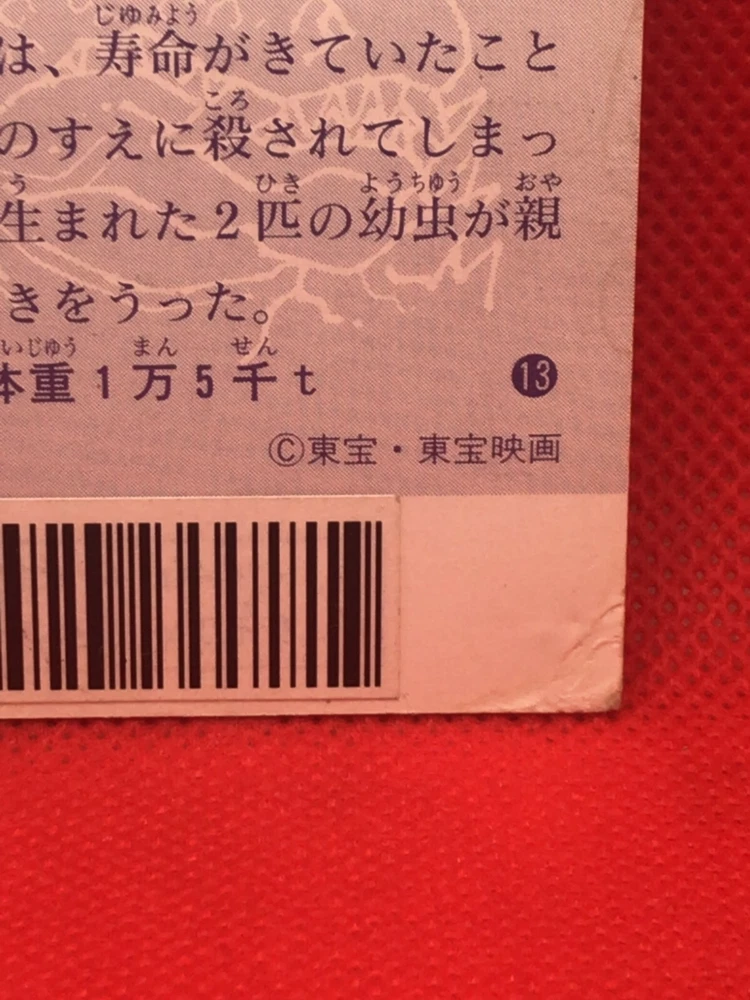 は、寿命がきていたこと
のすえに殺されてしまっ
生まれた2匹の幼虫が親
きをうった。
体重1万5千t
13
©東宝・東宝映画